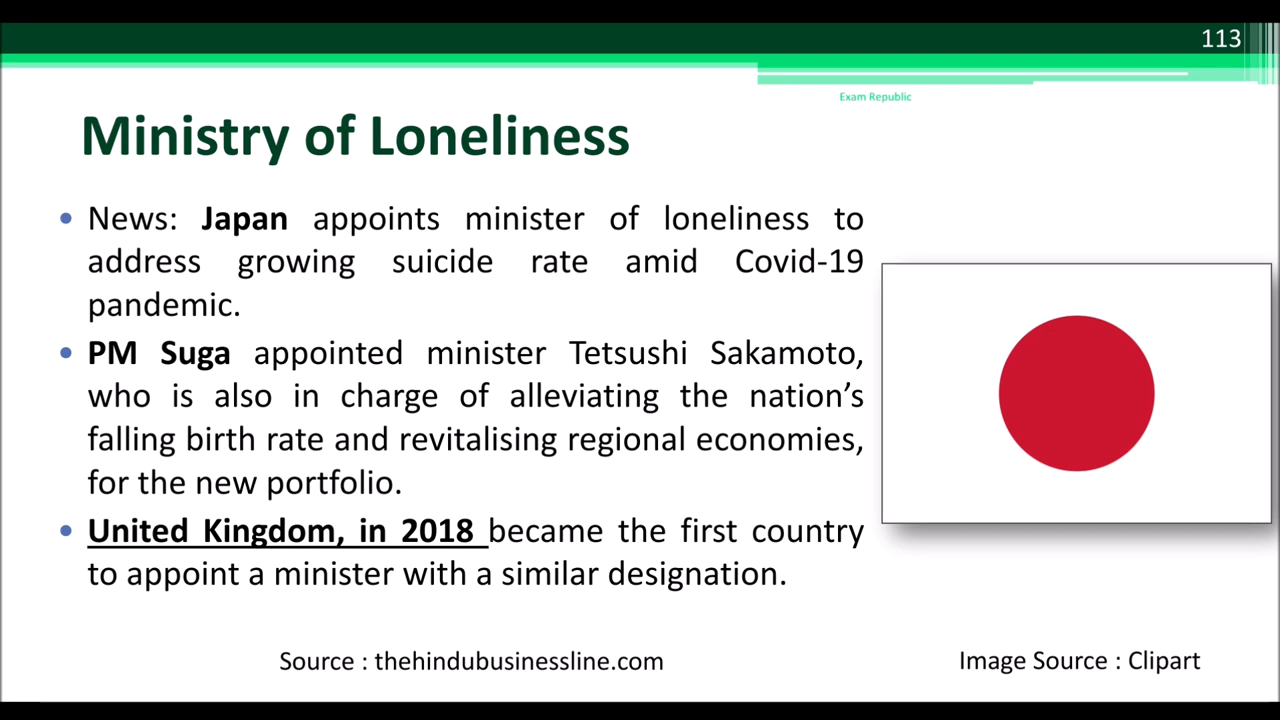 113
Exam Republic
Ministry of Loneliness
• News: Japan appoints minister of loneliness to
address growing suicide rate amid Covid-19
pandemic.
• PM Suga appointed minister Tetsushi Sakamoto,
who is also in charge of alleviating the nation’s
falling birth rate and revitalising regional economies,
for the new portfolio.
• United Kingdom, in 2018 became the first country
to appoint a minister with a similar designation.
Source : thehindubusinessline.com
Image Source : Clipart